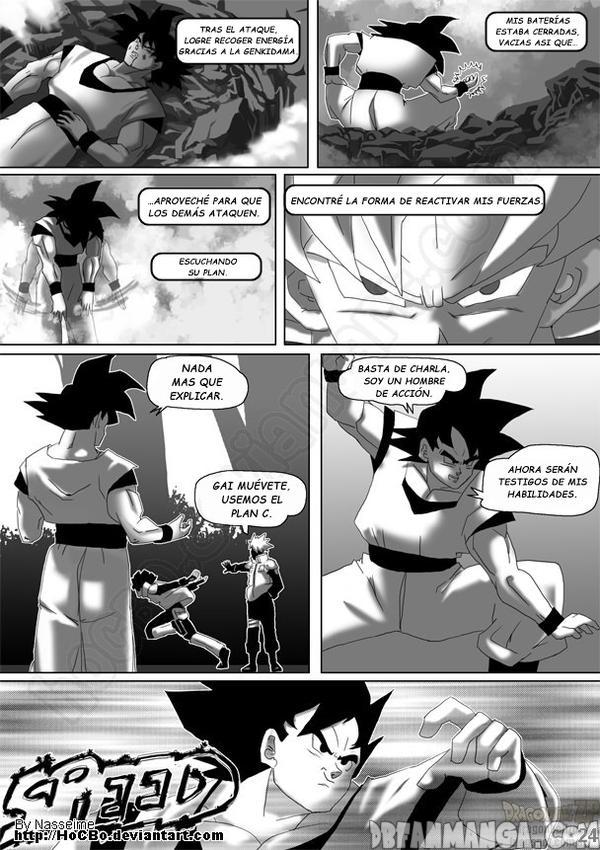 TRAS EL ATAQUE,
LOGRE RECOGER ENERGÍA
GRACIAS A LA GENKIDAMA.
MIS BATERÍAS
ESTABA CERRADAS,
VACIAS ASI QUE...
...APROVECHÉ PARA QUE
LOS DEMÁS ATAQUEN.
ESCUCHANDO
SU PLAN.
ENCONTRÉ LA FORMA DE REACTIVAR MIS FUERZAS.
NADA
MAS QUE
EXPLICAR.
GAI MUÉVETE,
USEMOS EL
PLAN C.
BASTA DE CHARLA,
SOY UN HOMBRE
DE ACCIÓN.
AHORA SERÁN
TESTIGOS DE MIS
HABILIDADES.
By Nasselme
http://HoCBo.deviantart.com
DBFANMANGA.COM
24